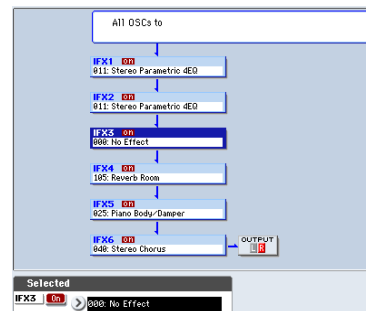 All OSCs to
IFX1 On
011: Stereo Parametric 4EQ
IFX2 On
011: Stereo Parametric 4EQ
IFX3 On
000: No Effect
IFX4 On
105: Reverb Room
IFX5 On
025: Piano Body/Damper
IFX6 On
040: Stereo Chorus
OUTPUT
L R
Selected
IFX3 On 000: No Effect